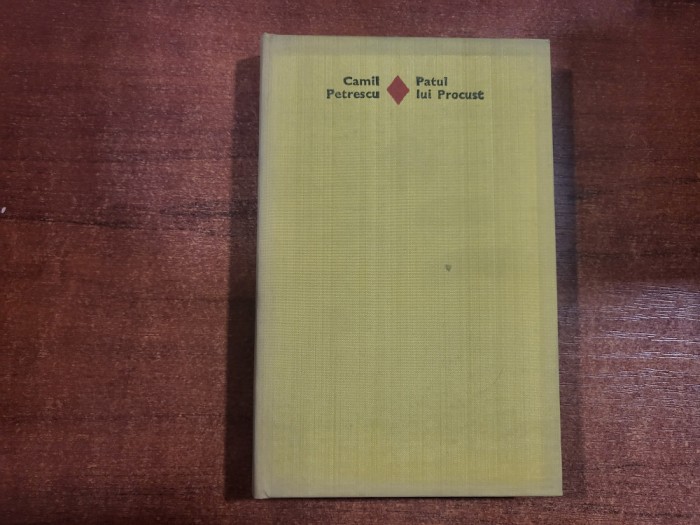 Camil
Petrescu
Patul
lui Procust